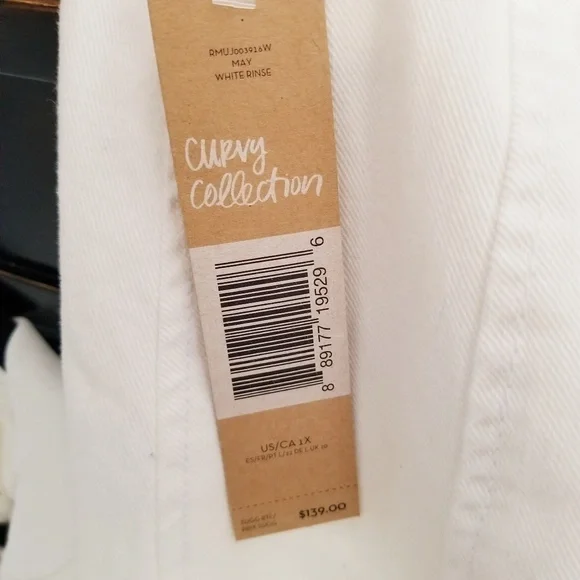 RMUJ003916W
MAY
WHITE RINSE
curvy
collection
8 89177 19529 6
US/CA 1X
$139.00